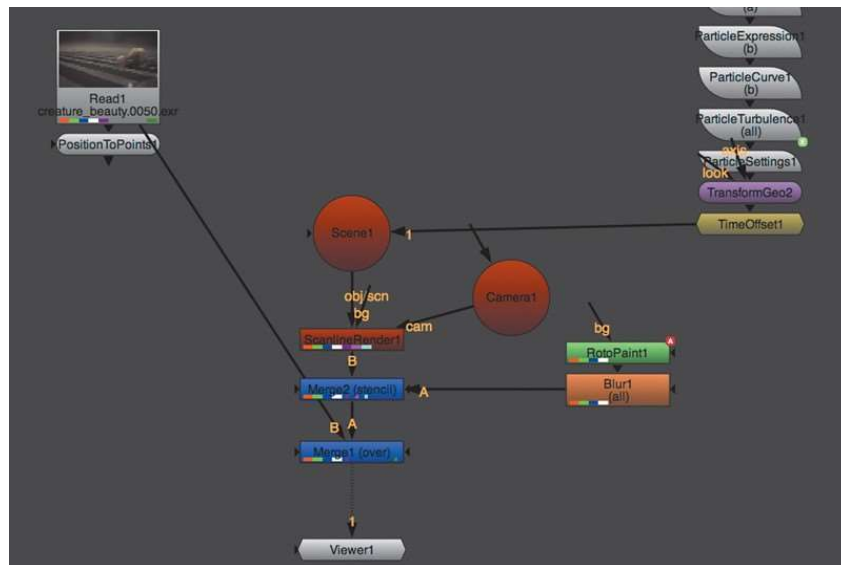 (a)
ParticleExpression1
(b)
ParticleCurve1
(b)
ParticleTurbulence1
(all)
E
axis
ParticleSettings1
look
TransformGeo2
TimeOffset1
Read1
creature_beauty.0050.exr
PositionToPoints1
Scene1
1
obj/scn
bg
Camera1
cam
ScanlineRender1
B
bg
A
RotoPaint1
Blur1
(all)
Merge2 (stencil)
A
B A
Merge1 (over)
1
Viewer1